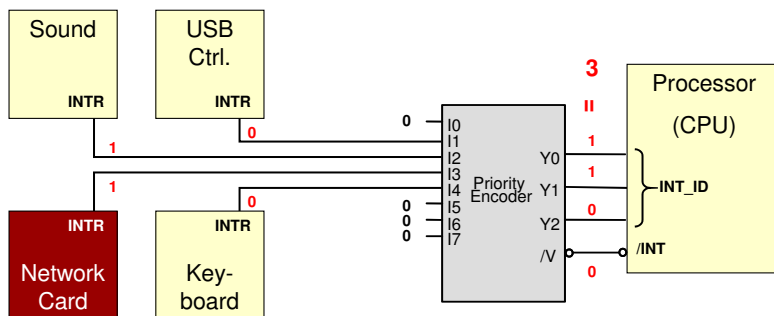 Sound
INTR
USB
Ctrl.
INTR
0
1
1
0
INTR
Network
Card
INTR
Key-
board
0
0
0
0
I0
I1
I2
I3
I4
I5
I6
I7
Priority
Encoder
Y0
Y1
Y2
/V
3
=
1
1
0
0
Processor
(CPU)
INT_ID
/INT